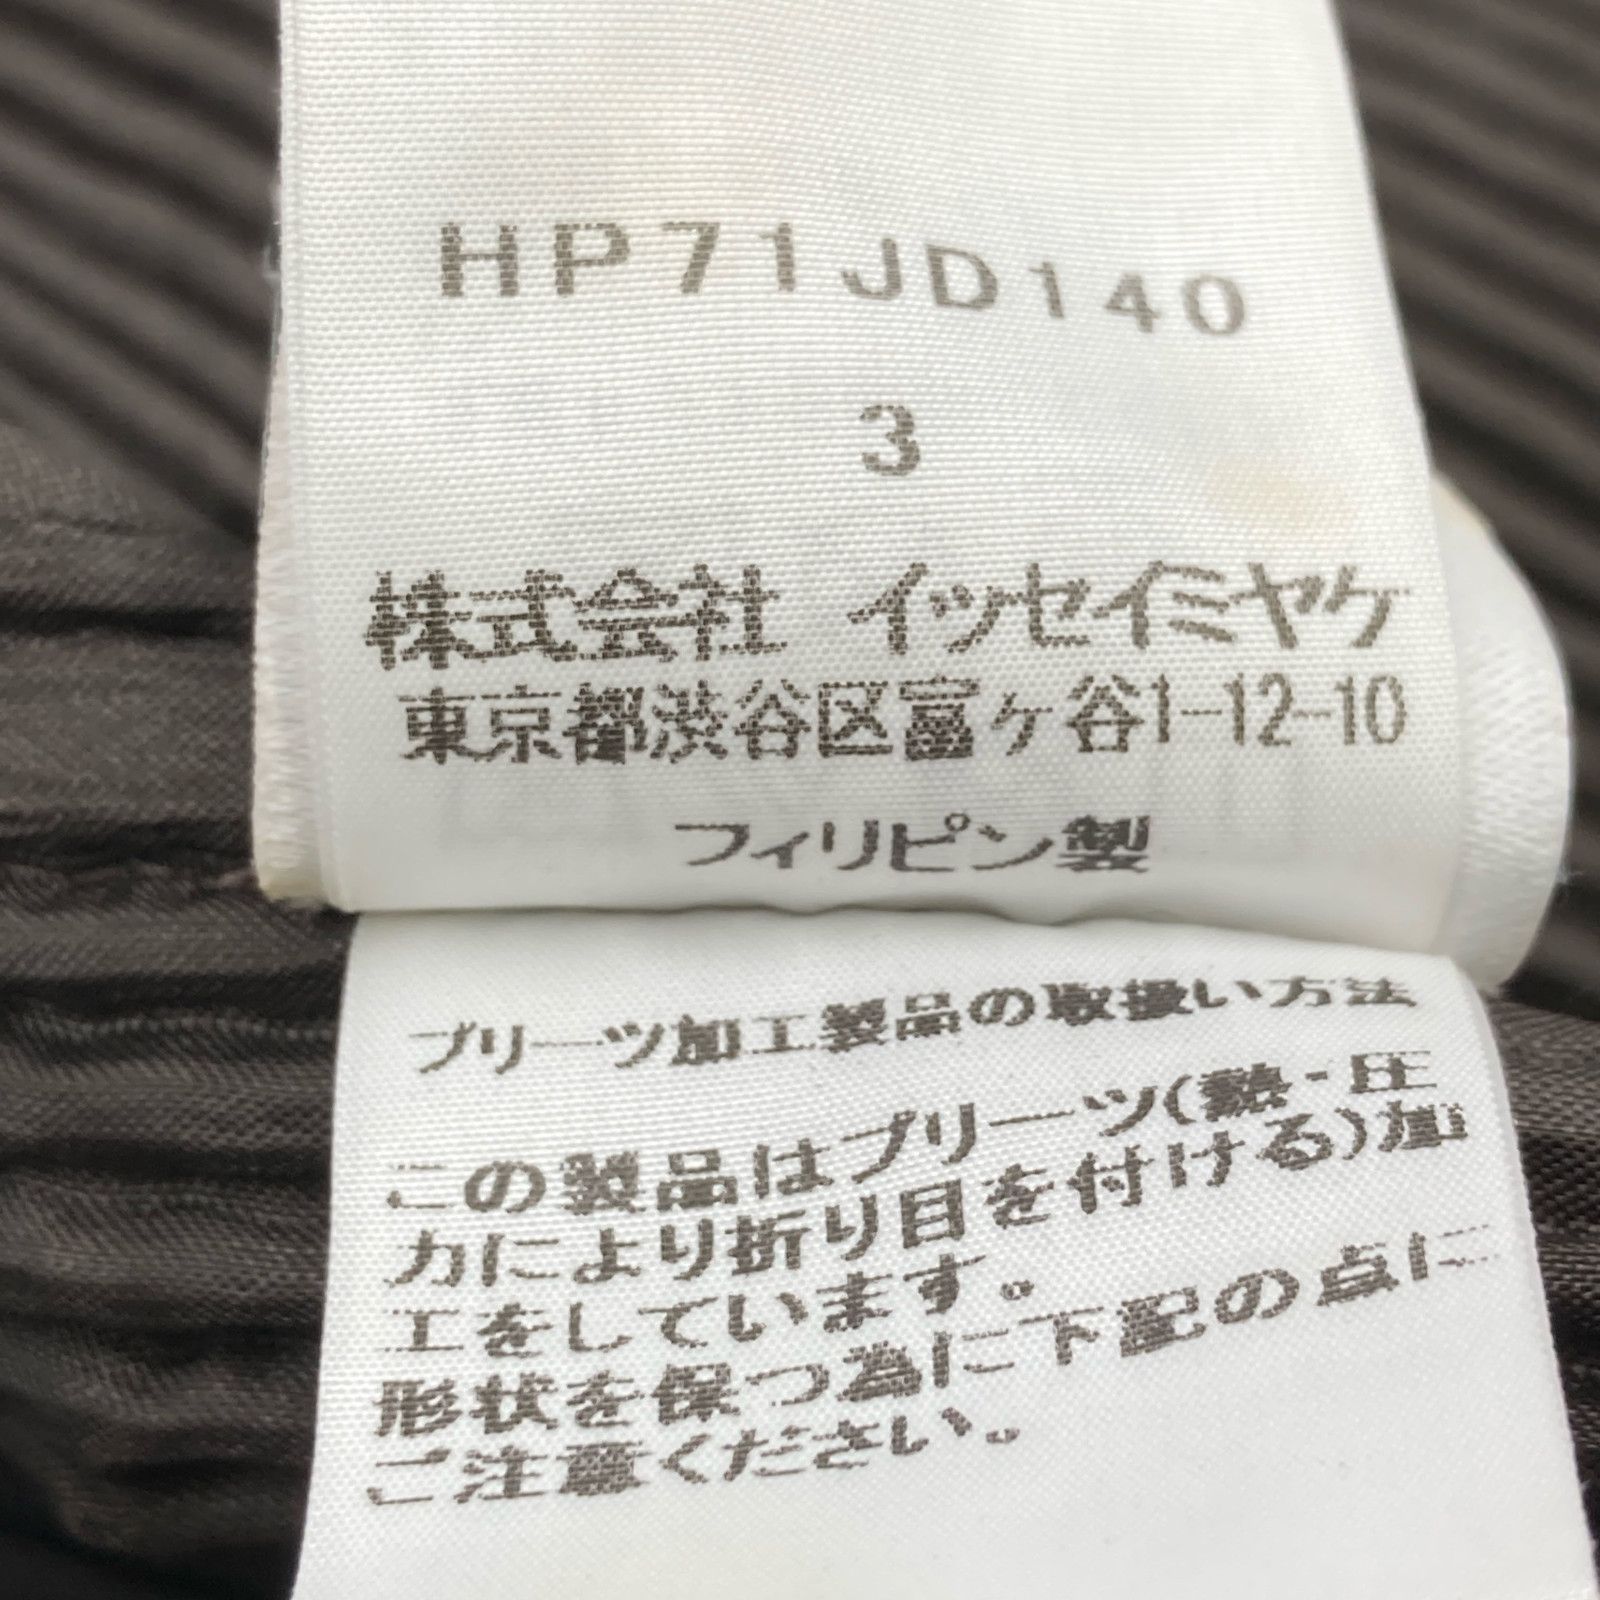 HP71JD140
3
株式会社 イッセイミヤケ
東京都渋谷区富ヶ谷1-12-10
フィリピン製
プリーツ加工製品の取扱い方法
この製品はプリーツ(熱・圧
力により折り目を付ける)加
工をしています。
形状を保つ為に下記の点に
ご注意ください。